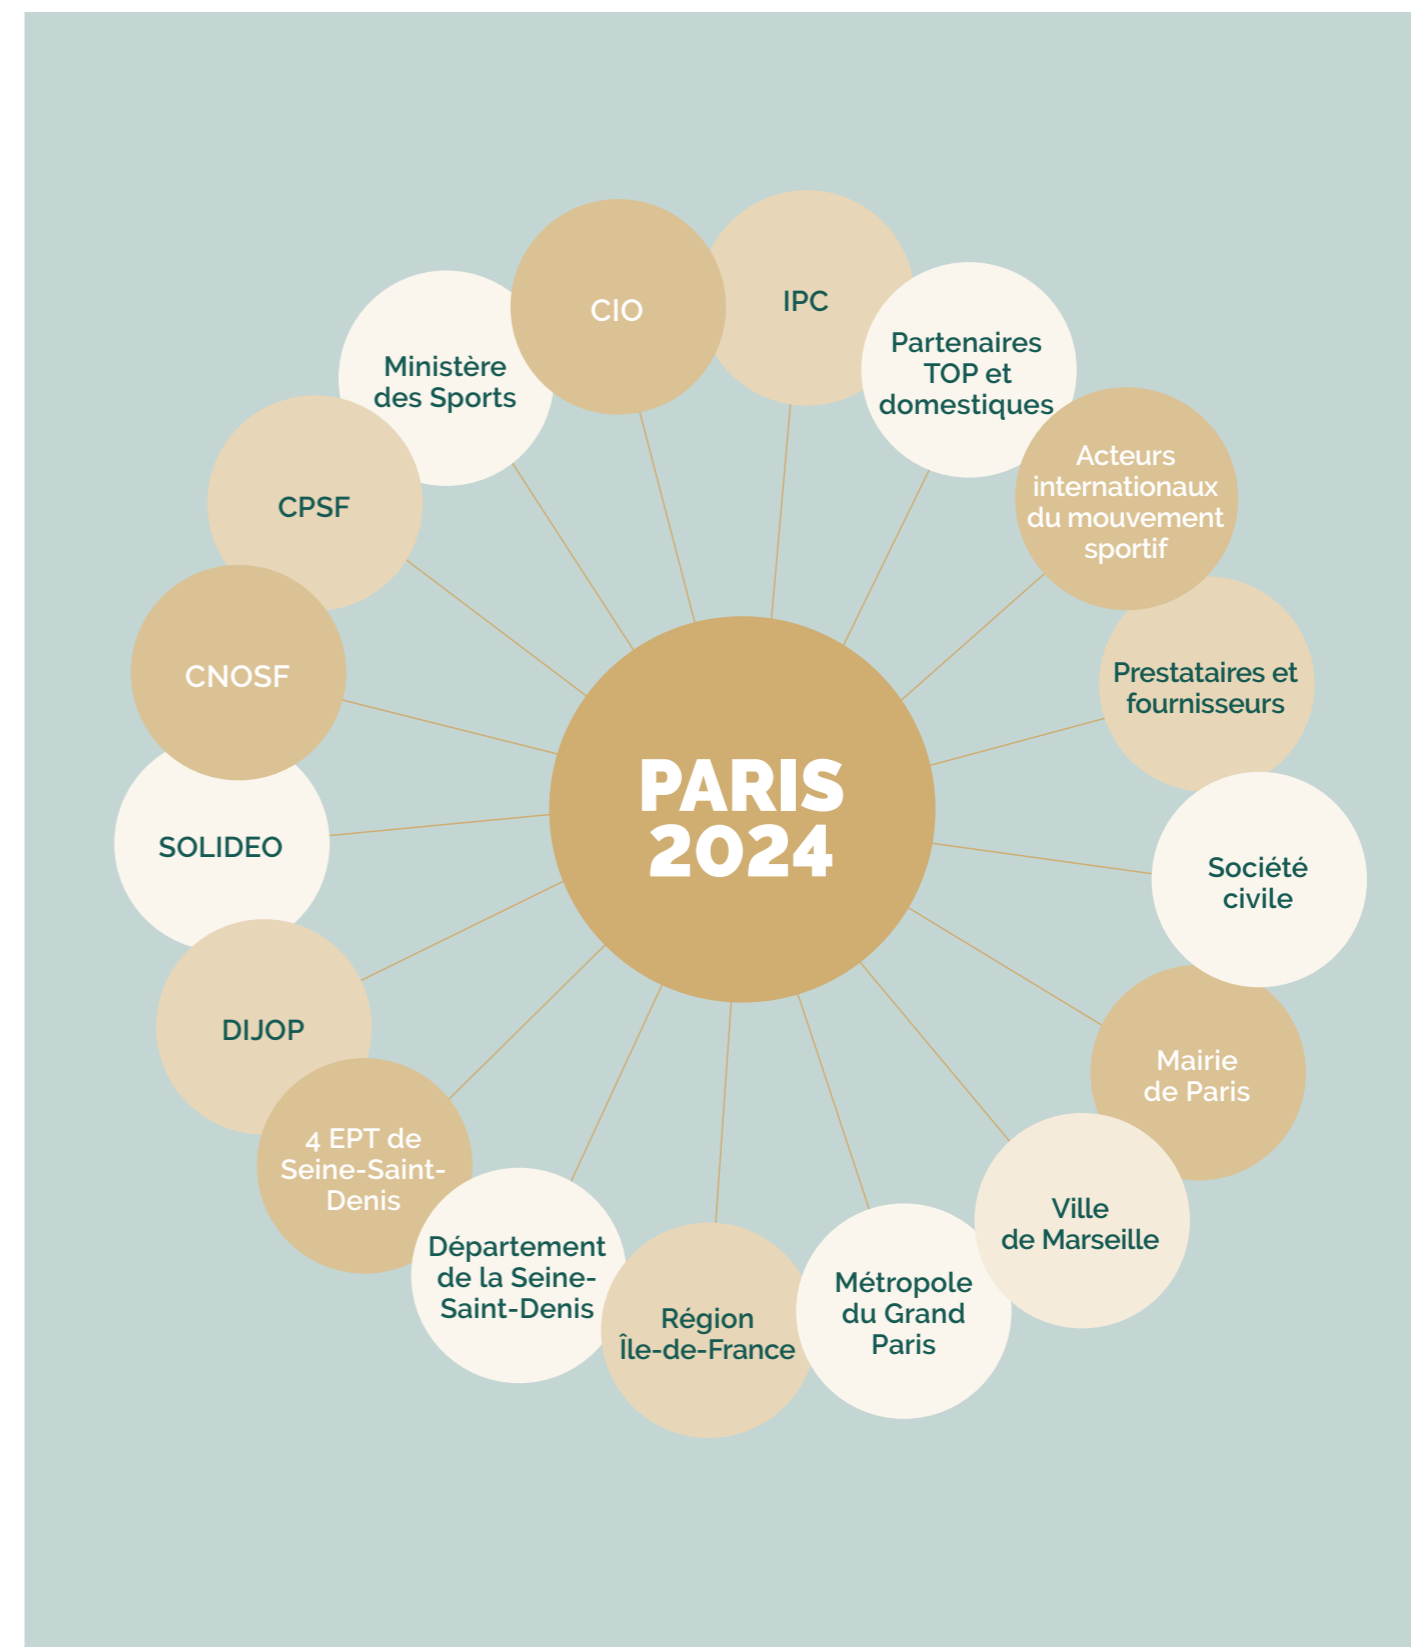 CIO
IPC
Partenaires
TOP et
domestiques
Acteurs
internationaux
du mouvement
sportif
Prestataires et
fournisseurs
Société
civile
Mairie
de Paris
Ville
de Marseille
Métropole
du Grand
Paris
Région
Île-de-France
Département
de la Seine-
Saint-Denis
4 EPT de
Seine-Saint-
Denis
DIJOP
SOLIDEO
CNOSF
CPSF
Ministère
des Sports
PARIS
2024